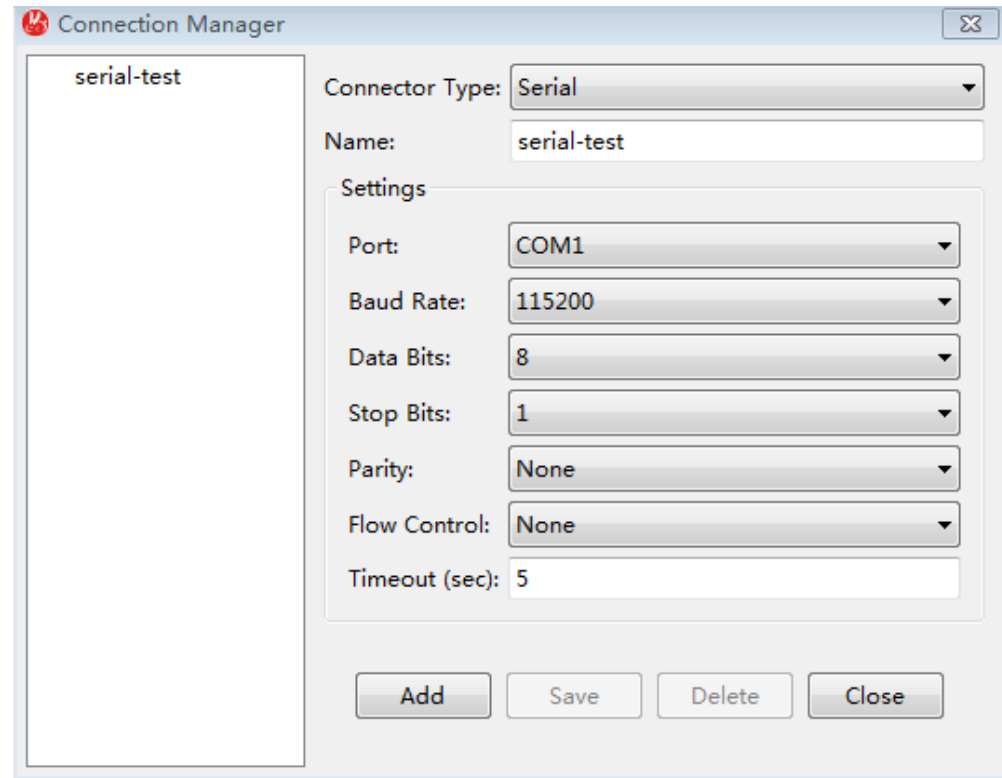 Connection Manager
serial-test
Connector Type: Serial
Name: serial-test
Settings
Port: COM1
Baud Rate: 115200
Data Bits: 8
Stop Bits: 1
Parity: None
Flow Control: None
Timeout (sec): 5
Add Save Delete Close